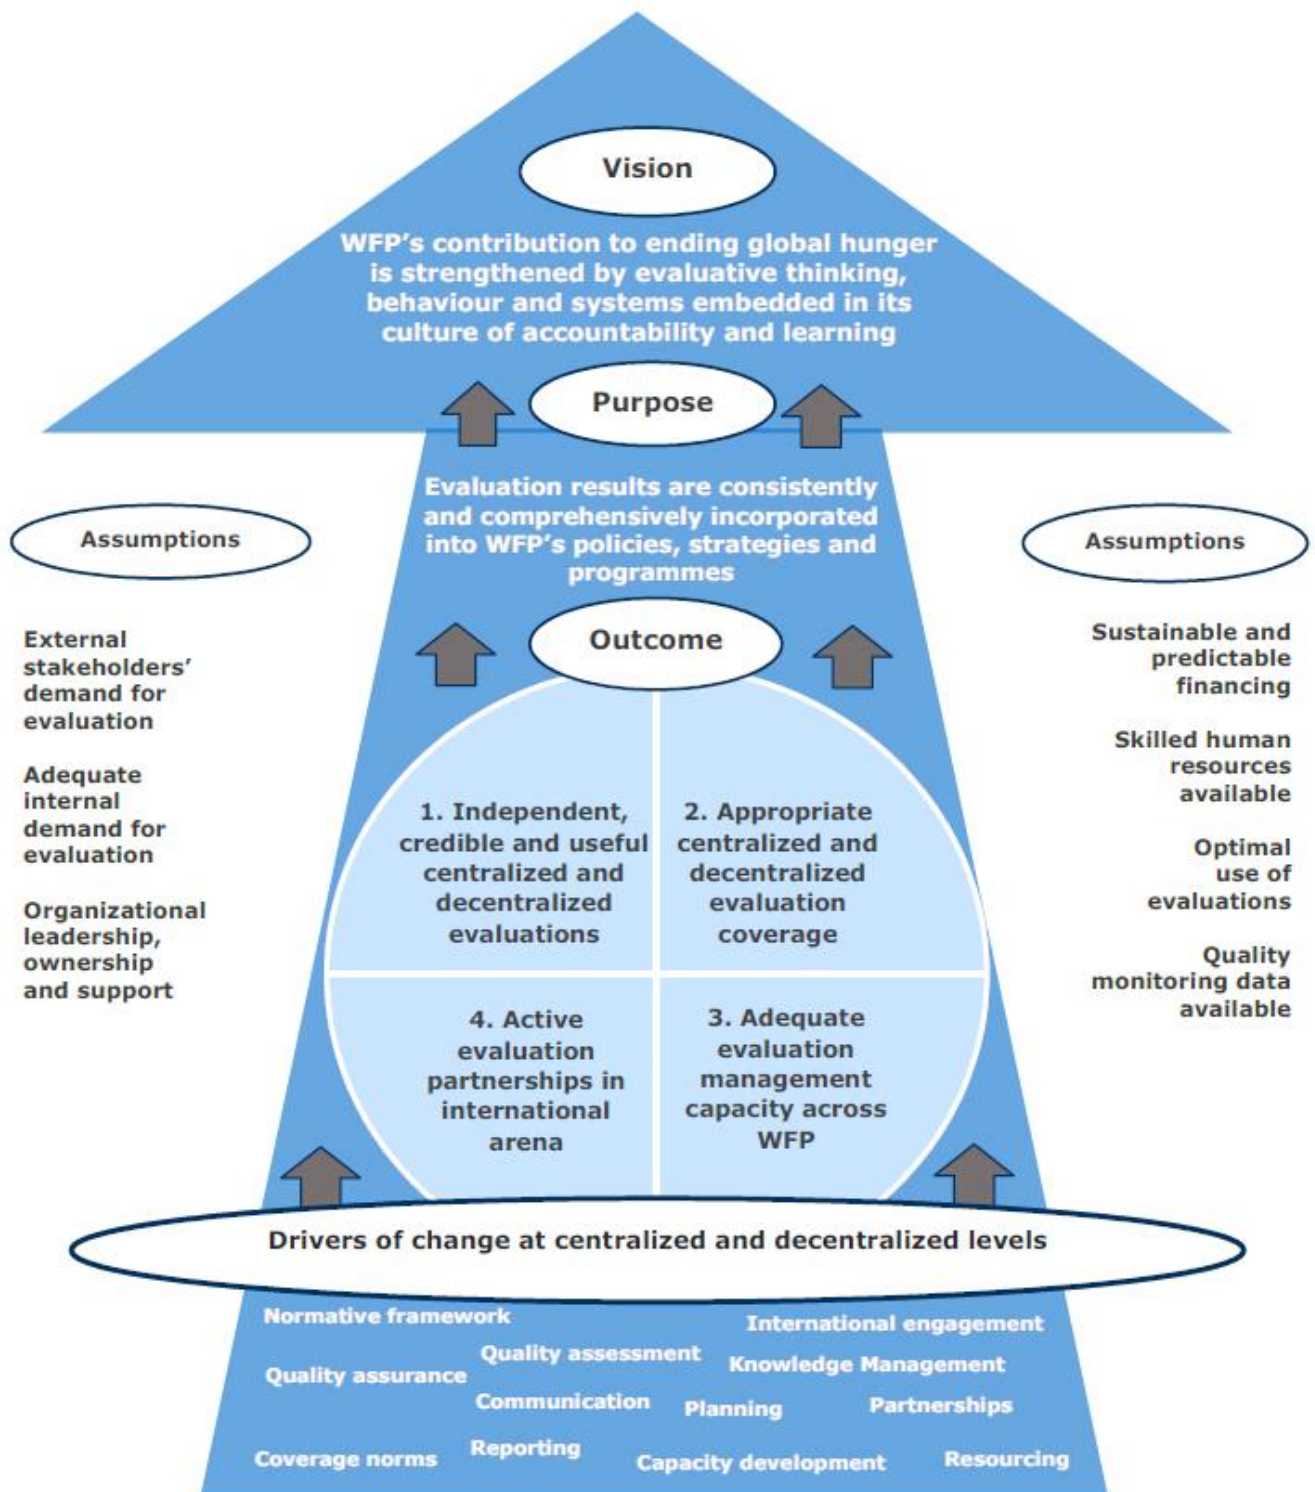 Vision
WFP’s contribution to ending global hunger
is strengthened by evaluative thinking,
behaviour and systems embedded in its
culture of accountability and learning
Purpose
Evaluation results are consistently
and comprehensively incorporated
into WFP’s policies, strategies and
programmes
Assumptions
External
stakeholders’
demand for
evaluation
Adequate
internal
demand for
evaluation
Organizational
leadership,
ownership
and support
Assumptions
Sustainable and
predictable
financing
Skilled human
resources
available
Optimal
use of
evaluations
Quality
monitoring data
available
Outcome
1. Independent,
credible and useful
centralized and
decentralized
evaluations
2. Appropriate
centralized and
decentralized
evaluation
coverage
4. Active
evaluation
partnerships in
international
arena
3. Adequate
evaluation
management
capacity across
WFP
Drivers of change at centralized and decentralized levels
Normative framework
International engagement
Quality assessment
Knowledge Management
Quality assurance
Communication
Planning
Partnerships
Coverage norms
Reporting
Capacity development
Resourcing